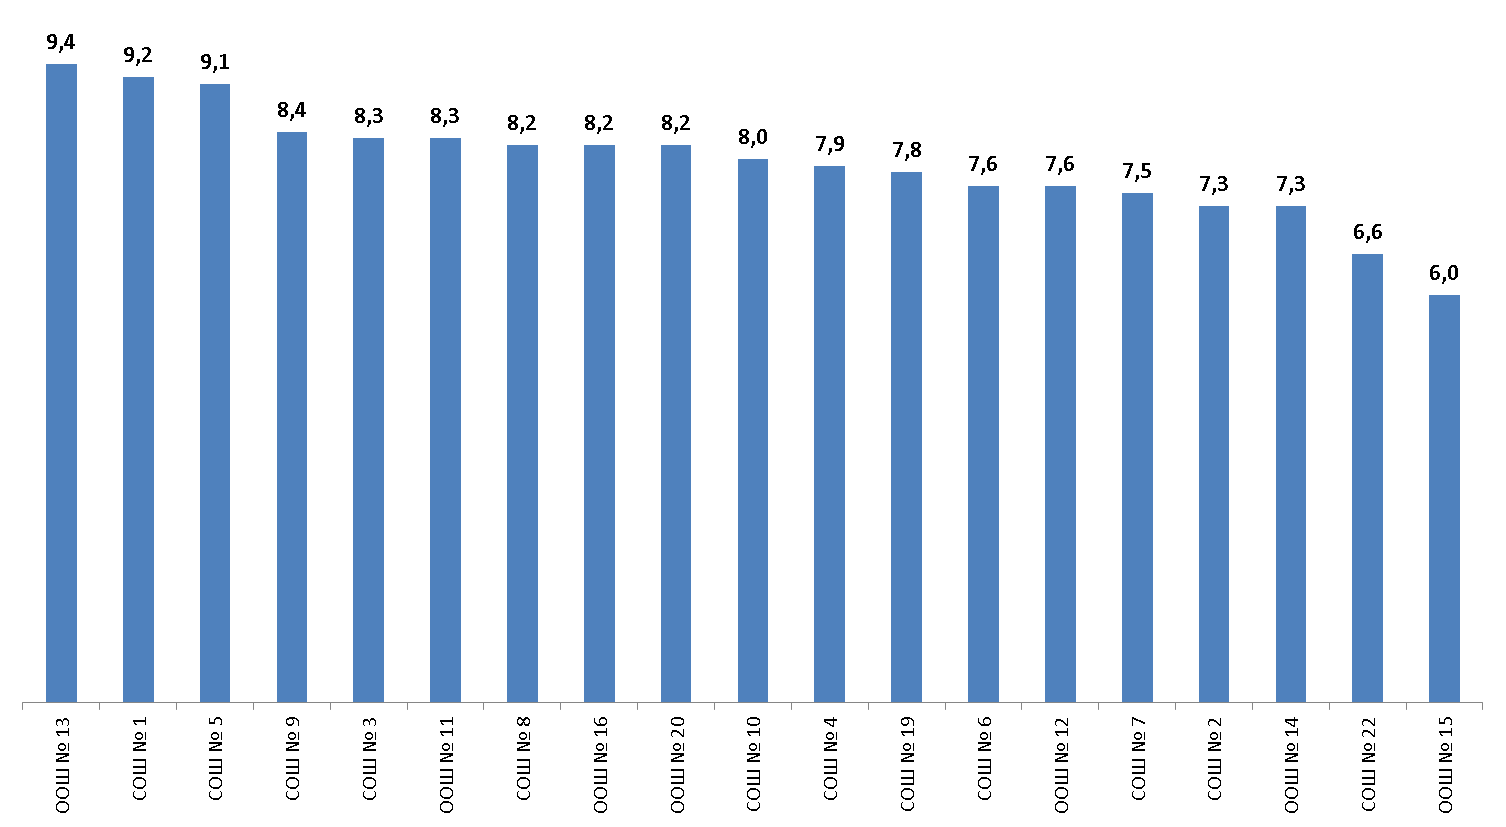 9,4
9,2
9,1
8,4
8,3
8,3
8,2
8,2
8,2
8,0
7,9
7,8
7,6
7,6
7,5
7,3
7,3
6,6
6,0
ООШ № 13
СОШ № 1
СОШ № 5
СОШ № 9
СОШ № 3
ООШ № 11
СОШ № 8
ООШ № 16
ООШ № 20
СОШ № 10
СОШ № 4
СОШ № 19
СОШ № 6
ООШ № 12
СОШ № 7
СОШ № 2
ООШ № 14
СОШ № 22
ООШ № 15